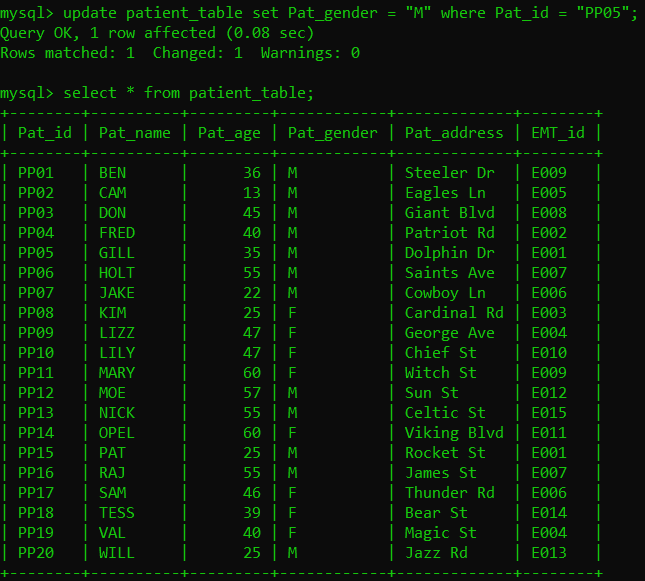 mysql> update patient_table set Pat_gender = "M" where Pat_id = "PP05";
Query OK, 1 row affected (0.08 sec)
Rows matched: 1  Changed: 1  Warnings: 0

mysql> select * from patient_table;
+--------+----------+---------+------------+-------------+--------+
| Pat_id | Pat_name | Pat_age | Pat_gender | Pat_address | EMT_id |
+--------+----------+---------+------------+-------------+--------+
| PP01   | BEN      |      36 | M          | Steeler Dr  | E009   |
| PP02   | CAM      |      13 | M          | Eagles Ln   | E005   |
| PP03   | DON      |      45 | M          | Giant Blvd  | E008   |
| PP04   | FRED     |      40 | M          | Patriot Rd  | E002   |
| PP05   | GILL     |      35 | M          | Dolphin Dr  | E001   |
| PP06   | HOLT     |      55 | M          | Saints Ave  | E007   |
| PP07   | JAKE     |      22 | M          | Cowboy Ln   | E006   |
| PP08   | KIM      |      25 | F          | Cardinal Rd | E003   |
| PP09   | LIZZ     |      47 | F          | George Ave  | E004   |
| PP10   | LILY     |      47 | F          | Chief St    | E010   |
| PP11   | MARY     |      60 | F          | Witch St    | E009   |
| PP12   | MOE      |      57 | M          | Sun St      | E012   |
| PP13   | NICK     |      55 | M          | Celtic St   | E015   |
| PP14   | OPEL     |      60 | F          | Viking Blvd | E011   |
| PP15   | PAT      |      25 | M          | Rocket St   | E001   |
| PP16   | RAJ      |      55 | M          | James St    | E007   |
| PP17   | SAM      |      46 | F          | Thunder Rd  | E006   |
| PP18   | TESS     |      39 | F          | Bear St     | E014   |
| PP19   | VAL      |      40 | F          | Magic St    | E004   |
| PP20   | WILL     |      25 | M          | Jazz Rd     | E013   |
+--------+----------+---------+------------+-------------+--------+